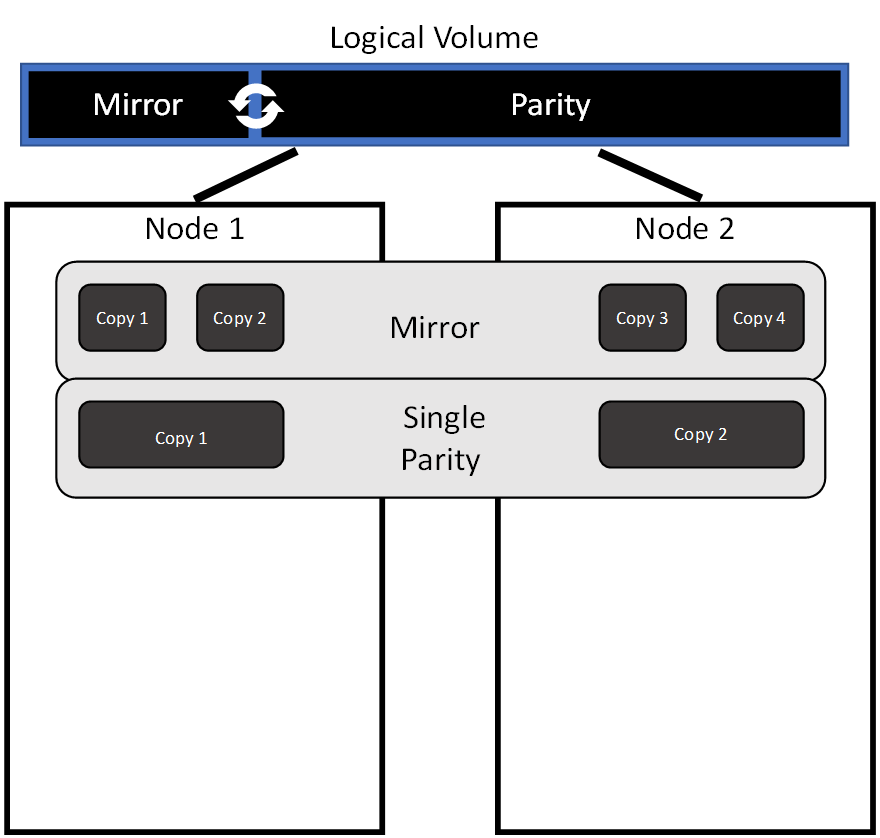 Logical Volume
Mirror
Parity
Node 1
Node 2
Copy 1
Copy 2
Mirror
Copy 3
Copy 4
Single
Parity
Copy 1
Copy 2